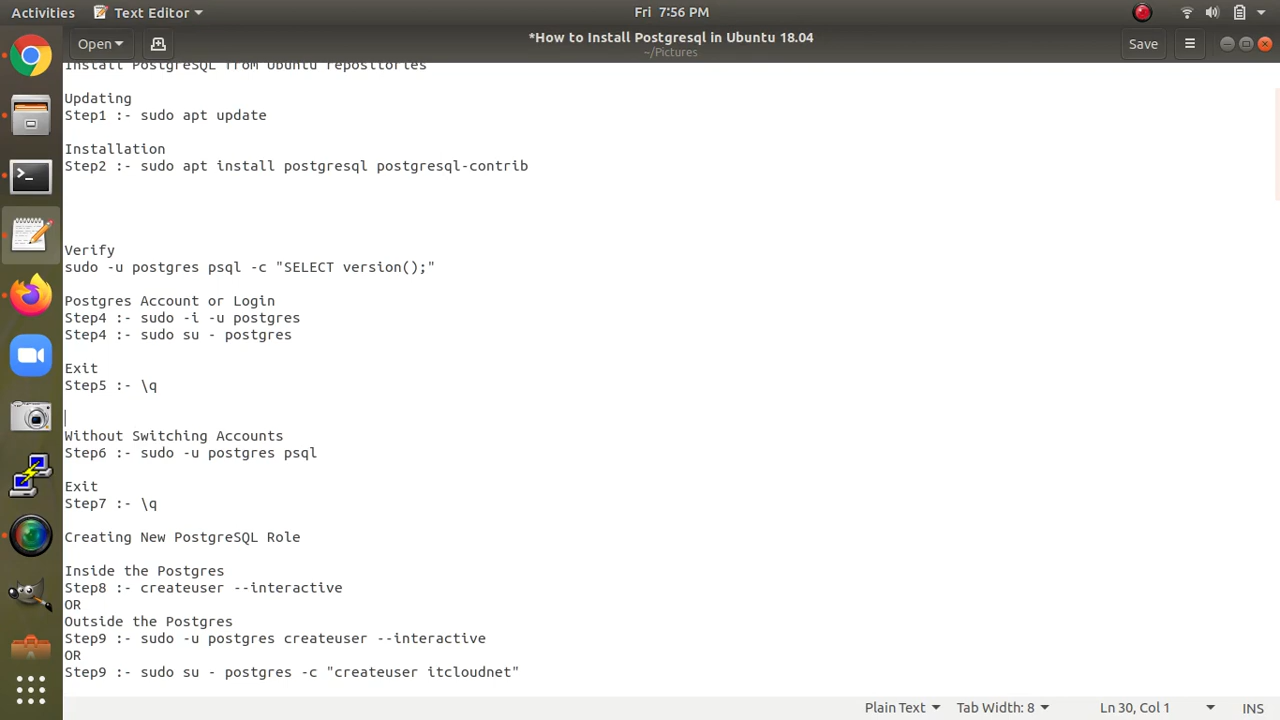 Activities
Text Editor
Fri 7:56 PM
Open
*How to Install Postgresql in Ubuntu 18.04
~/Pictures
Save
Install PostgreSQL from Ubuntu repositories
Updating
Step1 :- sudo apt update
Installation
Step2 :- sudo apt install postgresql postgresql-contrib
Verify
sudo -u postgres psql -c "SELECT version();"
Postgres Account or Login
Step4 :- sudo -i -u postgres
Step4 :- sudo su - postgres
Exit
Step5 :- \q
Without Switching Accounts
Step6 :- sudo -u postgres psql
Exit
Step7 :- \q
Creating New PostgreSQL Role
Inside the Postgres
Step8 :- createuser --interactive
OR
Outside the Postgres
Step9 :- sudo -u postgres createuser --interactive
OR
Step9 :- sudo su - postgres -c "createuser itcloudnet"
Plain Text
Tab Width: 8
Ln 30, Col 1
INS